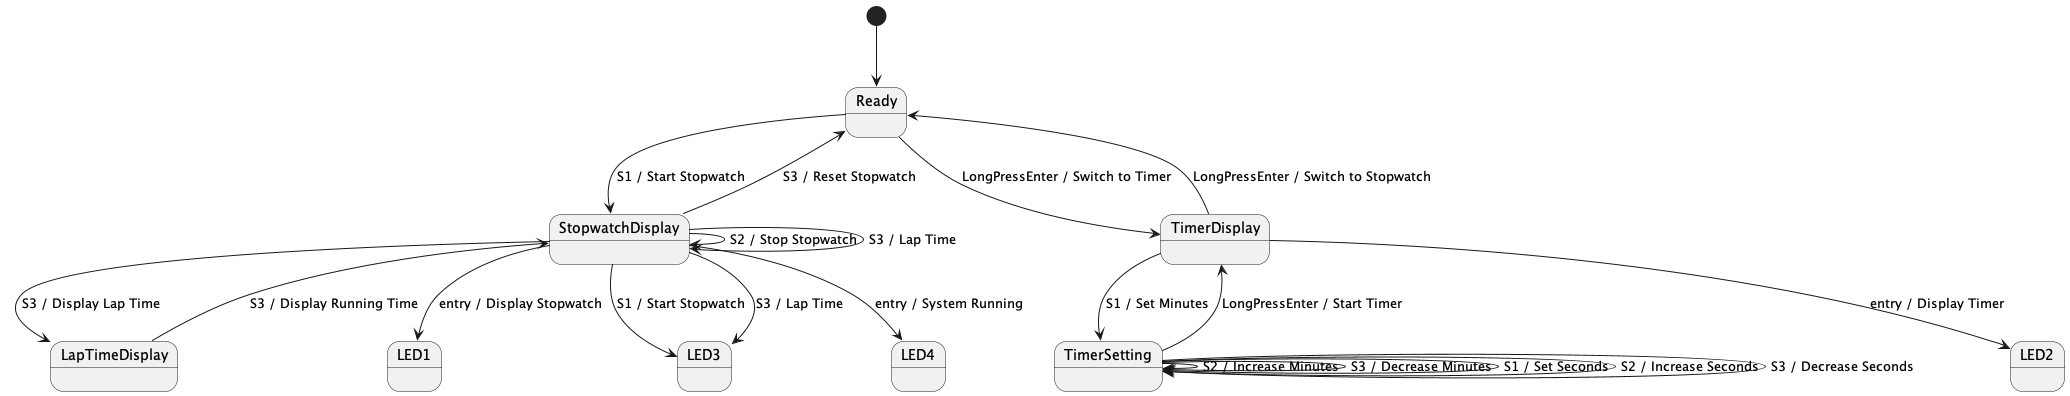 Ready
S1 / Start Stopwatch
S3 / Reset Stopwatch
LongPressEnter / Switch to Timer
LongPressEnter / Switch to Stopwatch
StopwatchDisplay
S2 / Stop Stopwatch
S3 / Lap Time
TimerDisplay
S3 / Display Lap Time
S3 / Display Running Time
entry / Display Stopwatch
S1 / Start Stopwatch
S3 / Lap Time
entry / System Running
S1 / Set Minutes
LongPressEnter / Start Timer
entry / Display Timer
LapTimeDisplay
LED1
LED3
LED4
TimerSetting
S2 / Increase Minutes
S3 / Decrease Minutes
S1 / Set Seconds
S2 / Increase Seconds
S3 / Decrease Seconds
LED2